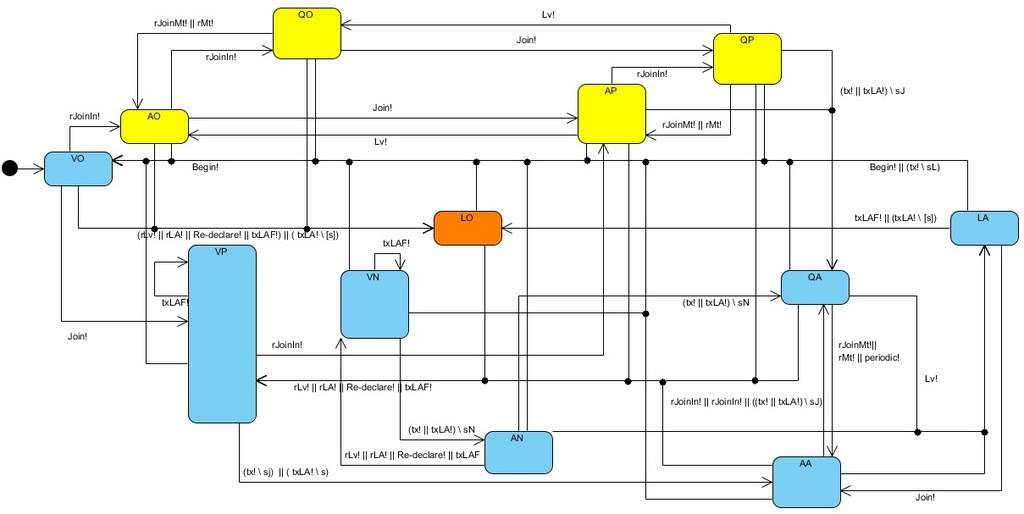 QO
Lv!
rJoinMt! || rMt!
Join!
QP
rJoinIn!
rJoinIn!
AP
(tx! || txLA!) \ sJ
Join!
AO
rJoinIn!
rJoinMt! || rMt!
Lv!
VO
Begin!
Begin! || (tx! \ sL)
LO
txLAF! || (txLA! \ [s])
LA
(rLv! || rLA! || Re-declare! || txLAF!) || ( txLA! \ [s])
VP
txLAF!
VN
QA
txLAF!
(tx! || txLA!) \ sN
Join!
rJoinIn!
rJoinMt!||
rMt! || periodic!
rLv! || rLA! || Re-declare! || txLAF!
Lv!
rJoinIn! || rJoinIn! || ((tx! || txLA!) \ sJ)
(tx! || txLA!) \ sN
AN
rLv! || rLA! || Re-declare! || txLAF
AA
(tx! \ sj) || ( txLA! \ s)
Join!